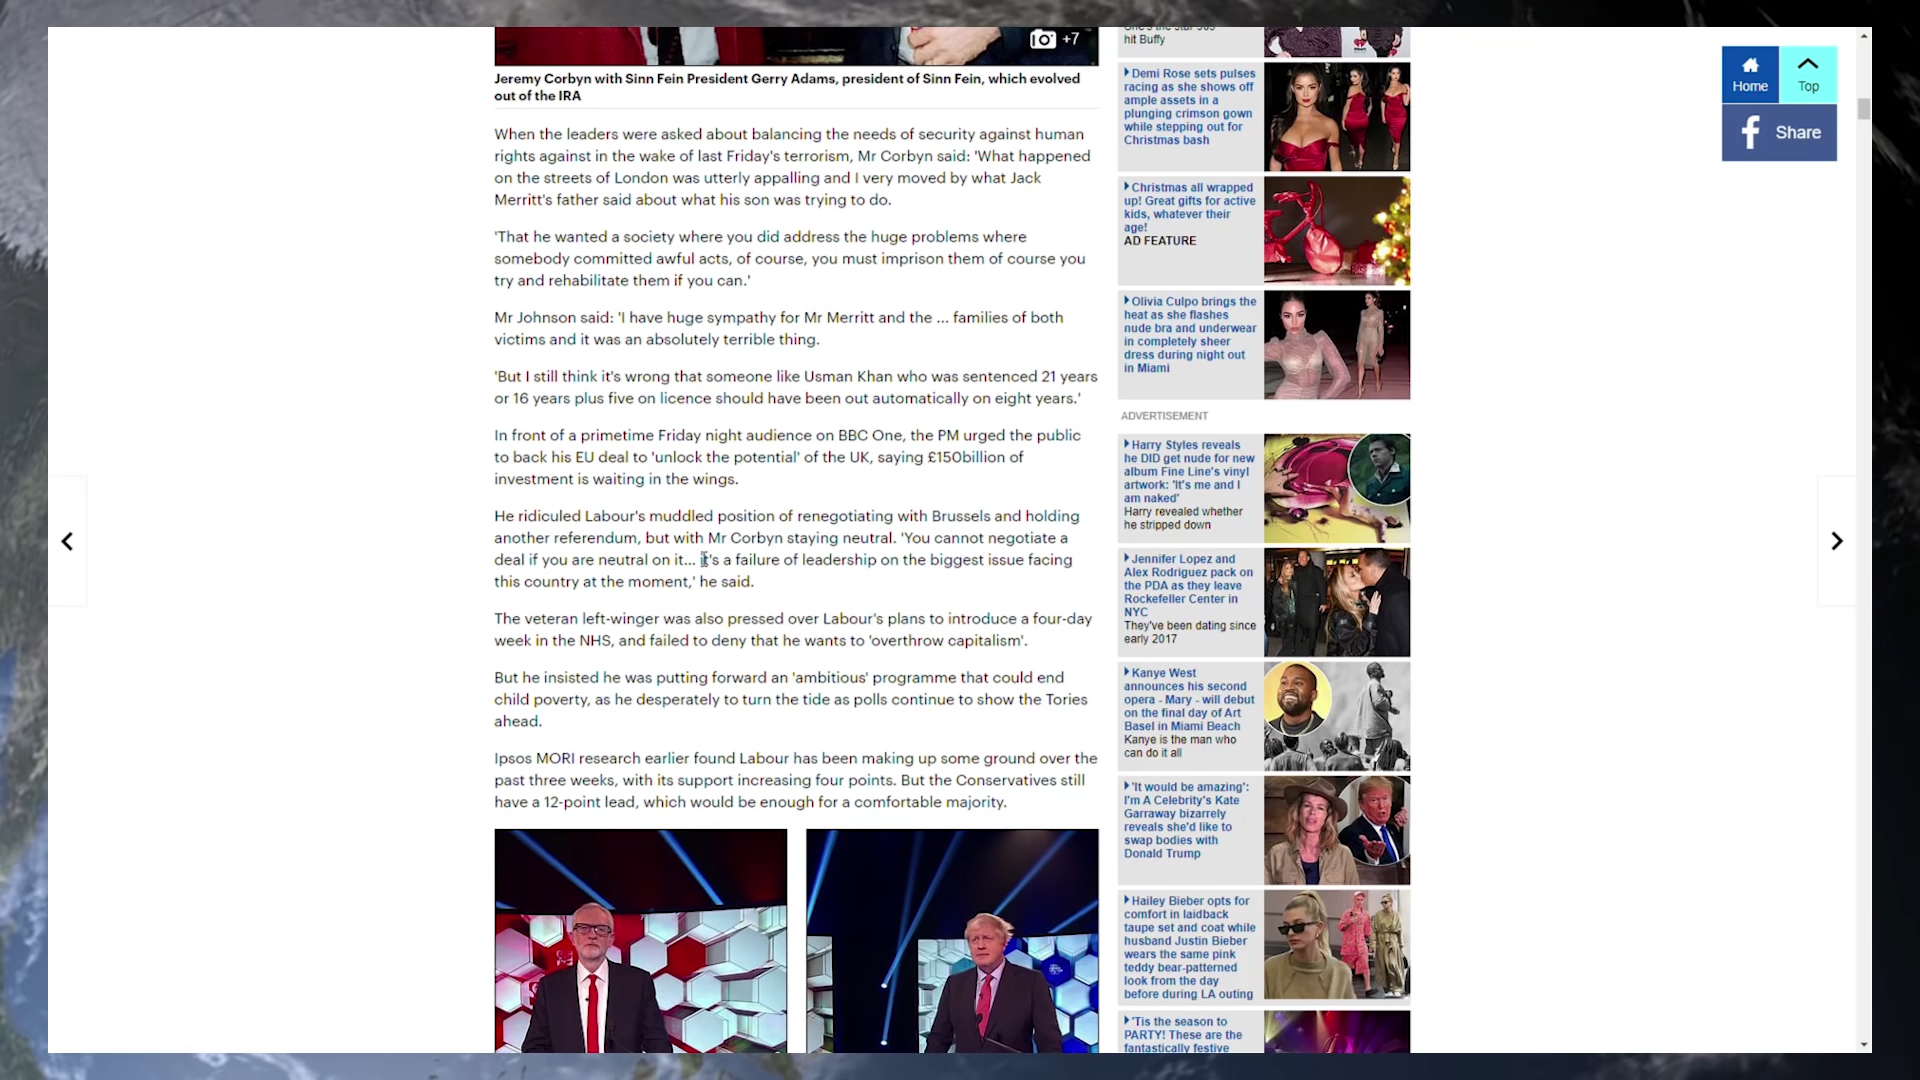 +7
Jeremy Corbyn with Sinn Fein President Gerry Adams, president of Sinn Fein, which evolved
out of the IRA
When the leaders were asked about balancing the needs of security against human
rights against in the wake of last Friday's terrorism, Mr Corbyn said: 'What happened
on the streets of London was utterly appalling and I very moved by what Jack
Merritt's father said about what his son was trying to do.
'That he wanted a society where you did address the huge problems where
somebody committed awful acts, of course, you must imprison them of course you
try and rehabilitate them if you can.'
Mr Johnson said: 'I have huge sympathy for Mr Merritt and the ... families of both
victims and it was an absolutely terrible thing.
'But I still think it's wrong that someone like Usman Khan who was sentenced 21 years
or 16 years plus five on licence should have been out automatically on eight years.'
In front of a primetime Friday night audience on BBC One, the PM urged the public
to back his EU deal to 'unlock the potential' of the UK, saying £150billion of
investment is waiting in the wings.
He ridiculed Labour's muddled position of renegotiating with Brussels and holding
another referendum, but with Mr Corbyn staying neutral. 'You cannot negotiate a
deal if you are neutral on it... it's a failure of leadership on the biggest issue facing
this country at the moment,' he said.
The veteran left-winger was also pressed over Labour's plans to introduce a four-day
week in the NHS, and failed to deny that he wants to 'overthrow capitalism'.
But he insisted he was putting forward an 'ambitious' programme that could end
child poverty, as he desperately to turn the tide as polls continue to show the Tories
ahead.
Ipsos MORI research earlier found Labour has been making up some ground over the
past three weeks, with its support increasing four points. But the Conservatives still
have a 12-point lead, which would be enough for a comfortable majority.
hit Buffy
Demi Rose sets pulses
racing as she shows off
ample assets in a
plunging crimson gown
while stepping out for
Christmas bash
Christmas all wrapped
up! Great gifts for active
kids, whatever their
age!
AD FEATURE
Olivia Culpo brings the
heat as she flashes
nude bra and underwear
in completely sheer
dress during night out
in Miami
ADVERTISEMENT
Harry Styles reveals
he DID get nude for new
album Fine Line's vinyl
artwork: 'It's me and I
am naked'
Harry revealed whether
he stripped down
Jennifer Lopez and
Alex Rodriguez pack on
the PDA as they leave
Rockefeller Center in
NYC
They've been dating since
early 2017
Kanye West
announces his second
opera - Mary - will debut
on the final day of Art
Basel in Miami Beach
Kanye is the man who
can do it all
'It would be amazing':
I'm A Celebrity's Kate
Garraway bizarrely
reveals she'd like to
swap bodies with
Donald Trump
Hailey Bieber opts for
comfort in laidback
taupe set and coat while
husband Justin Bieber
wears the same pink
teddy bear-patterned
look from the day
before during LA outing
'Tis the season to
PARTY! These are the
fantastically festive
Home
Top
Share